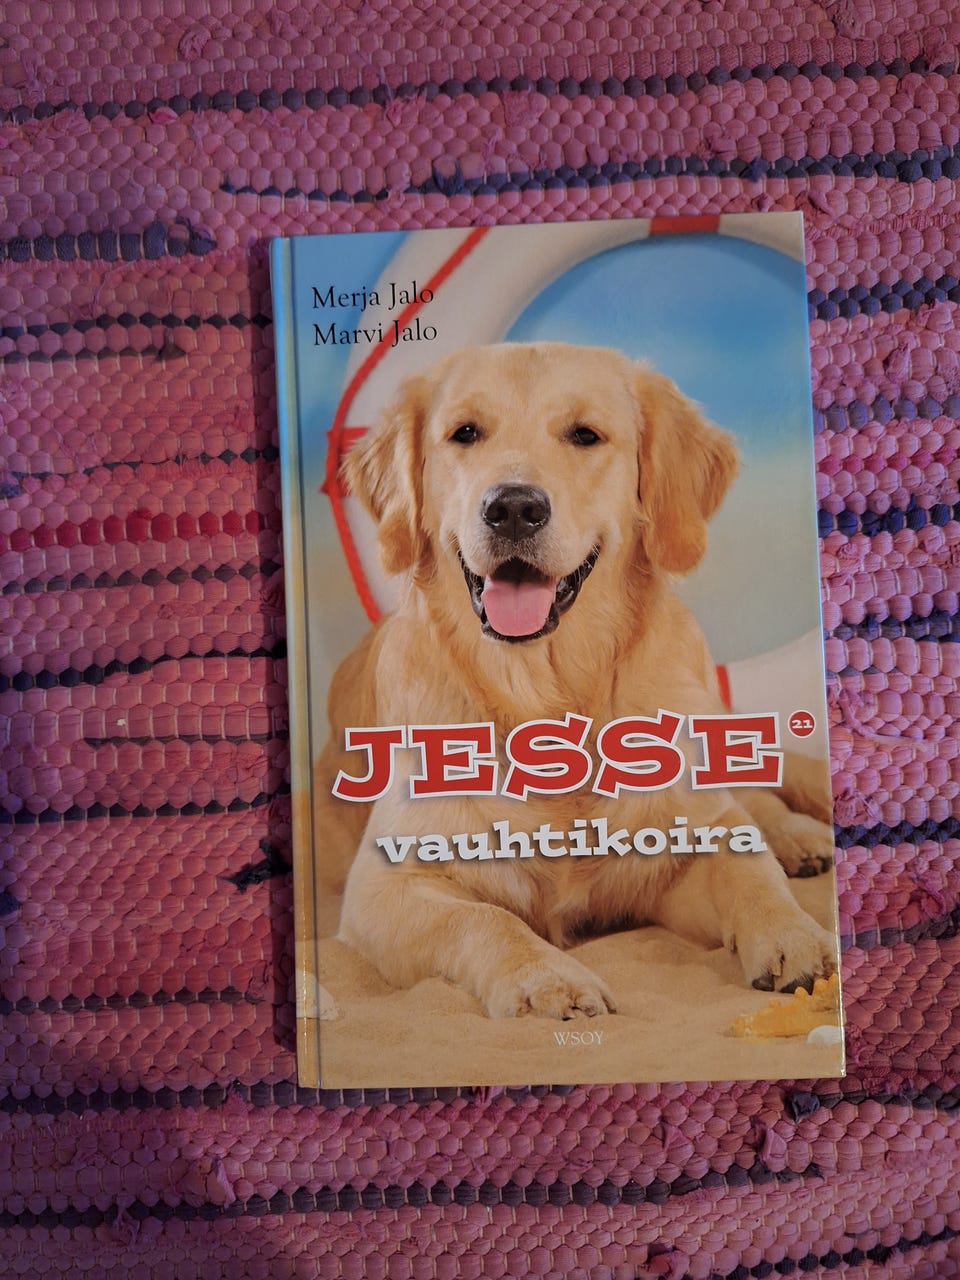 Merja Jalo
Marvi Jalo
JESSE 21
vauhtikoira
WSOY